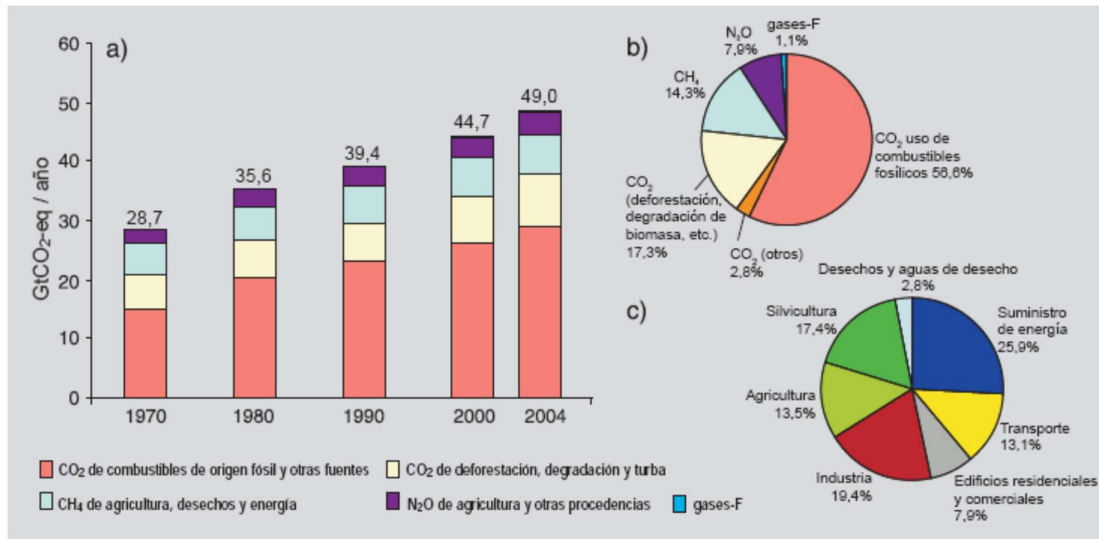 a)
60
50
40
30
20
10
0
GtCO₂-eq / año
28,7
35,6
39,4
44,7
49,0
1970
1980
1990
2000
2004
CO₂ de combustibles de origen fósil y otras fuentes
CO₂ de deforestación, degradación y turba
CH₄ de agricultura, desechos y energía
N₂O de agricultura y otras procedencias
gases-F
b)
N₂O
7,9%
gases-F
1,1%
CH₄
14,3%
CO₂ uso de
combustibles
fosílicos 56,6%
CO₂
(deforestación,
degradación de
biomasa, etc.)
17,3%
CO₂ (otros)
2,8%
c)
Desechos y aguas de desecho
2,8%
Silvicultura
17,4%
Suministro
de energía
25,9%
Agricultura
13,5%
Transporte
13,1%
Industria
19,4%
Edificios residenciales
y comerciales
7,9%